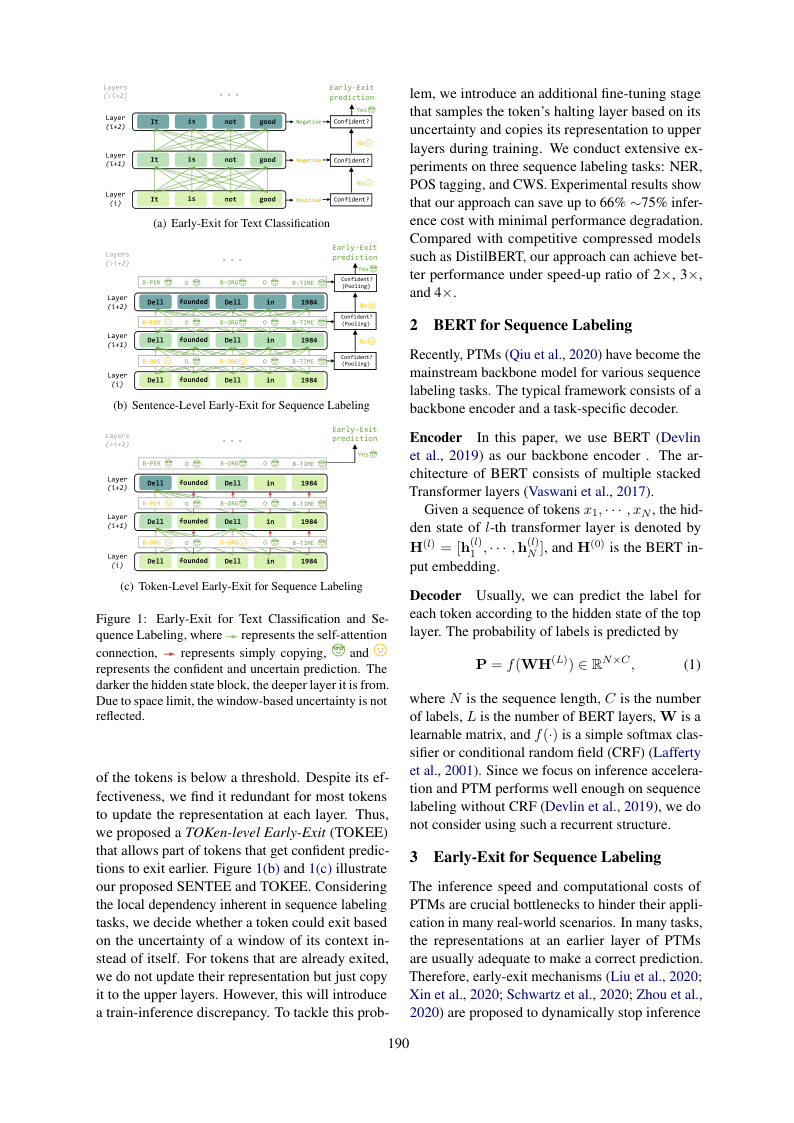 Layers
(>i+2)
. . .
Early-Exit
prediction
Yes
Layer
(i+2)
It is not good
Negative
Confident?
No
Layer
(i+1)
It is not good
Negative
Confident?
No
Layer
(i)
It is not good
Positive
Confident?
(a) Early-Exit for Text Classification
Layers
(>i+2)
. . .
Early-Exit
prediction
Yes
B-PER O B-ORG O B-TIME
Confident?
(Pooling)
Layer
(i+2)
Dell founded Dell in 1984
No
B-PER O B-ORG O B-TIME
Confident?
(Pooling)
Layer
(i+1)
Dell founded Dell in 1984
No
B-ORG O B-ORG O B-TIME
Confident?
(Pooling)
Layer
(i)
Dell founded Dell in 1984
(b) Sentence-Level Early-Exit for Sequence Labeling
Layers
(>i+2)
. . .
Early-Exit
prediction
Yes
B-PER O B-ORG O B-TIME
Layer
(i+2)
Dell founded Dell in 1984
B-PER O B-ORG O B-TIME
Layer
(i+1)
Dell founded Dell in 1984
B-ORG O B-ORG O B-TIME
Layer
(i)
Dell founded Dell in 1984
(c) Token-Level Early-Exit for Sequence Labeling
Figure 1: Early-Exit for Text Classification and Se-
quence Labeling, where → represents the self-attention
connection, → represents simply copying, 😎 and 😕
represents the confident and uncertain prediction. The
darker the hidden state block, the deeper layer it is from.
Due to space limit, the window-based uncertainty is not
reflected.
of the tokens is below a threshold. Despite its ef-
fectiveness, we find it redundant for most tokens
to update the representation at each layer. Thus,
we proposed a TOKen-level Early-Exit (TOKEE)
that allows part of tokens that get confident predic-
tions to exit earlier. Figure 1(b) and 1(c) illustrate
our proposed SENTEE and TOKEE. Considering
the local dependency inherent in sequence labeling
tasks, we decide whether a token could exit based
on the uncertainty of a window of its context in-
stead of itself. For tokens that are already exited,
we do not update their representation but just copy
it to the upper layers. However, this will introduce
a train-inference discrepancy. To tackle this prob-
lem, we introduce an additional fine-tuning stage
that samples the token's halting layer based on its
uncertainty and copies its representation to upper
layers during training. We conduct extensive ex-
periments on three sequence labeling tasks: NER,
POS tagging, and CWS. Experimental results show
that our approach can save up to 66% ∼75% infer-
ence cost with minimal performance degradation.
Compared with competitive compressed models
such as DistilBERT, our approach can achieve bet-
ter performance under speed-up ratio of 2×, 3×,
and 4×.
2 BERT for Sequence Labeling
Recently, PTMs (Qiu et al., 2020) have become the
mainstream backbone model for various sequence
labeling tasks. The typical framework consists of a
backbone encoder and a task-specific decoder.
Encoder In this paper, we use BERT (Devlin
et al., 2019) as our backbone encoder . The ar-
chitecture of BERT consists of multiple stacked
Transformer layers (Vaswani et al., 2017).
Given a sequence of tokens x₁, ⋯ , x_N, the hid-
den state of l-th transformer layer is denoted by
H^(l) = [h₁^(l), ⋯ , h_N^(l)], and H^(0) is the BERT in-
put embedding.
Decoder Usually, we can predict the label for
each token according to the hidden state of the top
layer. The probability of labels is predicted by
P = f(WH^(L)) ∈ ℝ^{N×C}, (1)
where N is the sequence length, C is the number
of labels, L is the number of BERT layers, W is a
learnable matrix, and f(·) is a simple softmax clas-
sifier or conditional random field (CRF) (Lafferty
et al., 2001). Since we focus on inference accelera-
tion and PTM performs well enough on sequence
labeling without CRF (Devlin et al., 2019), we do
not consider using such a recurrent structure.
3 Early-Exit for Sequence Labeling
The inference speed and computational costs of
PTMs are crucial bottlenecks to hinder their appli-
cation in many real-world scenarios. In many tasks,
the representations at an earlier layer of PTMs
are usually adequate to make a correct prediction.
Therefore, early-exit mechanisms (Liu et al., 2020;
Xin et al., 2020; Schwartz et al., 2020; Zhou et al.,
2020) are proposed to dynamically stop inference
190